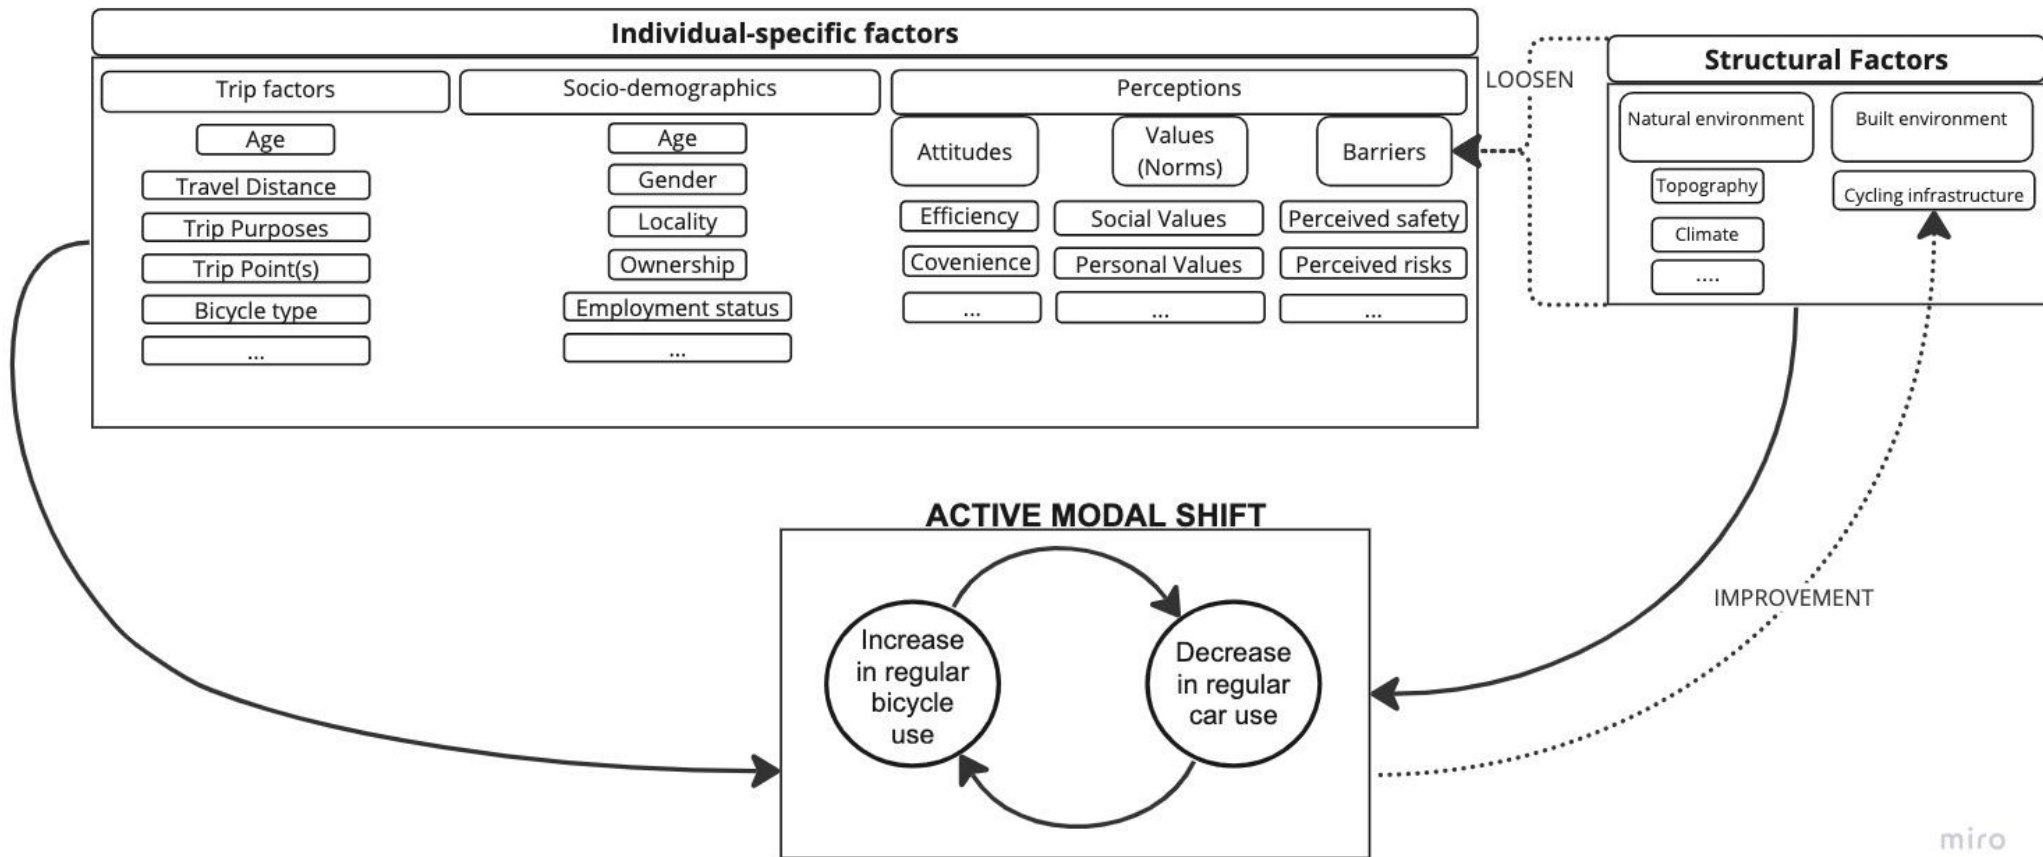 Individual-specific factors
Trip factors
Age
Travel Distance
Trip Purposes
Trip Point(s)
Bicycle type
...
Socio-demographics
Age
Gender
Locality
Ownership
Employment status
...
Perceptions
Attitudes
Efficiency
Covenience
...
Values
(Norms)
Social Values
Personal Values
...
Barriers
Perceived safety
Perceived risks
...
LOOSEN
Structural Factors
Natural environment
Topography
Climate
....
Built environment
Cycling infrastructure
IMPROVEMENT
ACTIVE MODAL SHIFT
Increase
in regular
bicycle
use
Decrease
in regular
car use
miro